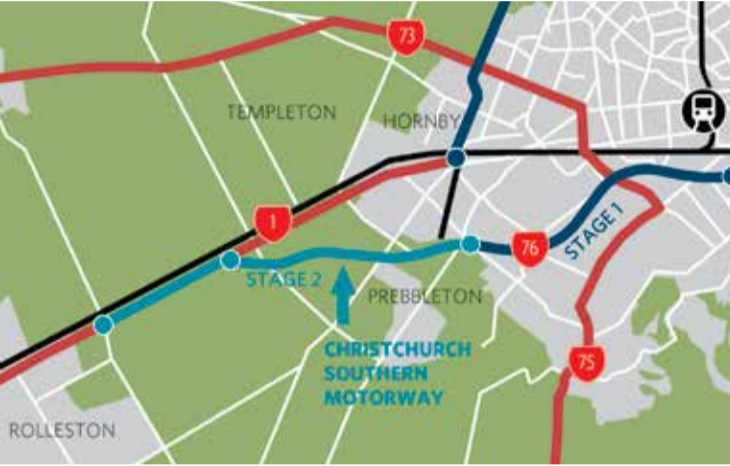 73
TEMPLETON
HORNBY
1
76
STAGE 1
STAGE 2
PREBBLETON
CHRISTCHURCH
SOUTHERN
MOTORWAY
75
ROLLESTON